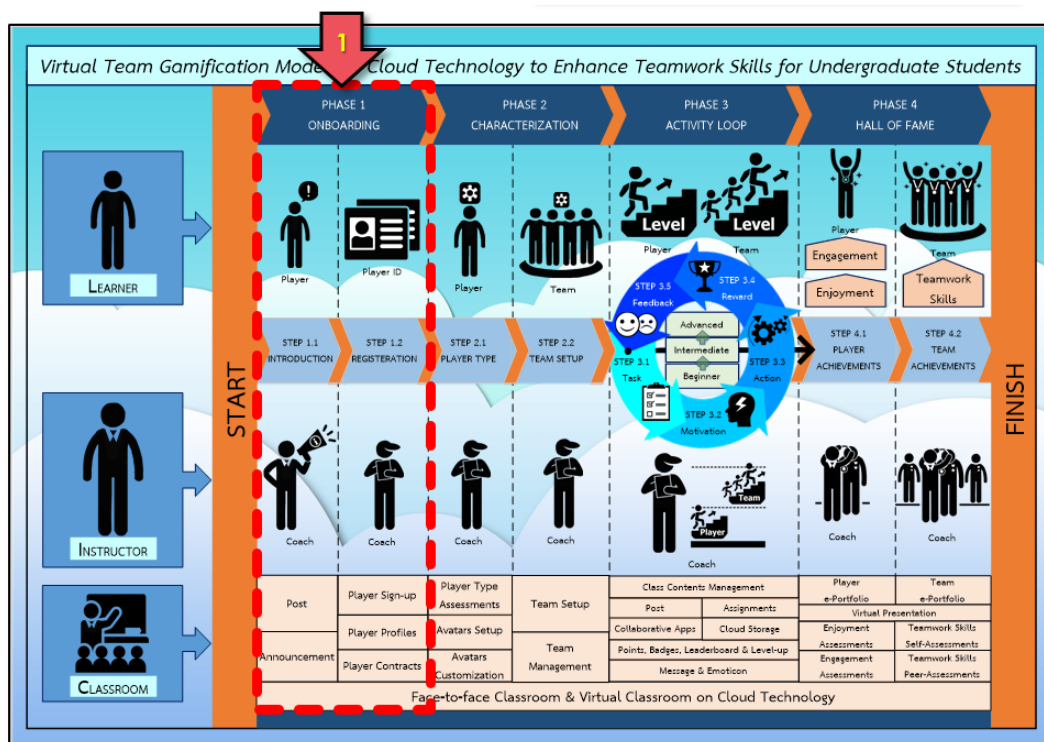 1
Virtual Team Gamification Mode Cloud Technology to Enhance Teamwork Skills for Undergraduate Students
PHASE 1
ONBOARDING
PHASE 2
CHARACTERIZATION
PHASE 3
ACTIVITY LOOP
PHASE 4
HALL OF FAME
LEARNER
INSTRUCTOR
CLASSROOM
START
Player
Player ID
Player
Team
Level
Player
Level
Team
Player
Engagement
Enjoyment
Team
Teamwork
Skills
STEP 1.1
INTRODUCTION
STEP 1.2
REGISTERATION
STEP 2.1
PLAYER TYPE
STEP 2.2
TEAM SETUP
STEP 3.5
Feedback
STEP 3.4
Reward
STEP 3.1
Task
STEP 3.3
Action
STEP 3.2
Motivation
Advanced
Intermediate
Beginner
STEP 4.1
PLAYER
ACHIEVEMENTS
STEP 4.2
TEAM
ACHIEVEMENTS
FINISH
Coach
Coach
Coach
Coach
Team
Player
Coach
Coach
Coach
Post
Announcement
Player Sign-up
Player Profiles
Player Contracts
Player Type
Assessments
Avatars Setup
Avatars
Customization
Team Setup
Team
Management
Class Contents Management
Post
Assignments
Collaborative Apps
Cloud Storage
Points, Badges, Leaderboard & Level-up
Message & Emoticon
Player
e-Portfolio
Team
e-Portfolio
Virtual Presentation
Enjoyment
Assessments
Teamwork Skills
Self-Assessments
Engagement
Assessments
Teamwork Skills
Peer-Assessments
Face-to-face Classroom & Virtual Classroom on Cloud Technology